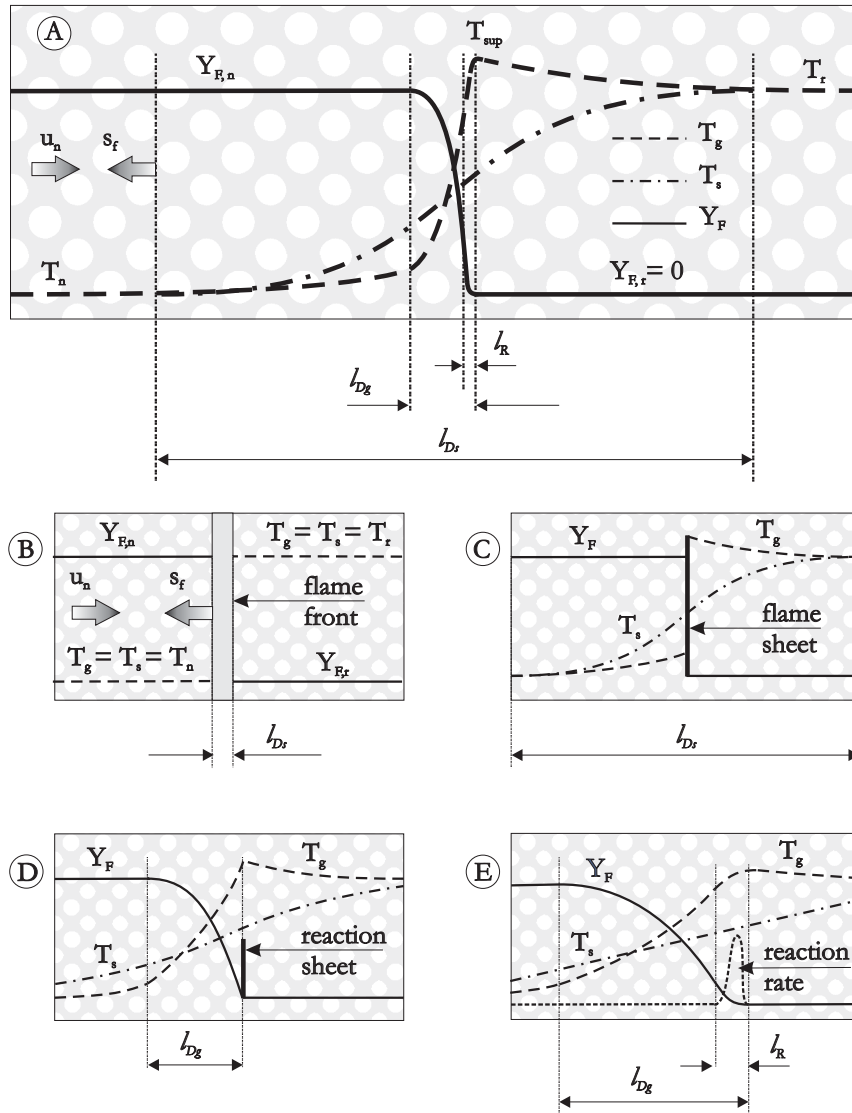 A
T_sup
Y_F,n
T_r
u_n s_f
T_g
T_s
Y_F
T_n
Y_F,r = 0
l_R
l_Dg
l_Ds
B
Y_F,n
T_g = T_s = T_r
u_n s_f
flame
front
T_g = T_s = T_n
Y_F,r
l_Ds
C
Y_F
T_g
T_s
flame
sheet
l_Ds
D
Y_F
T_g
T_s
reaction
sheet
l_Dg
E
Y_F
T_g
T_s
reaction
rate
l_R
l_Dg